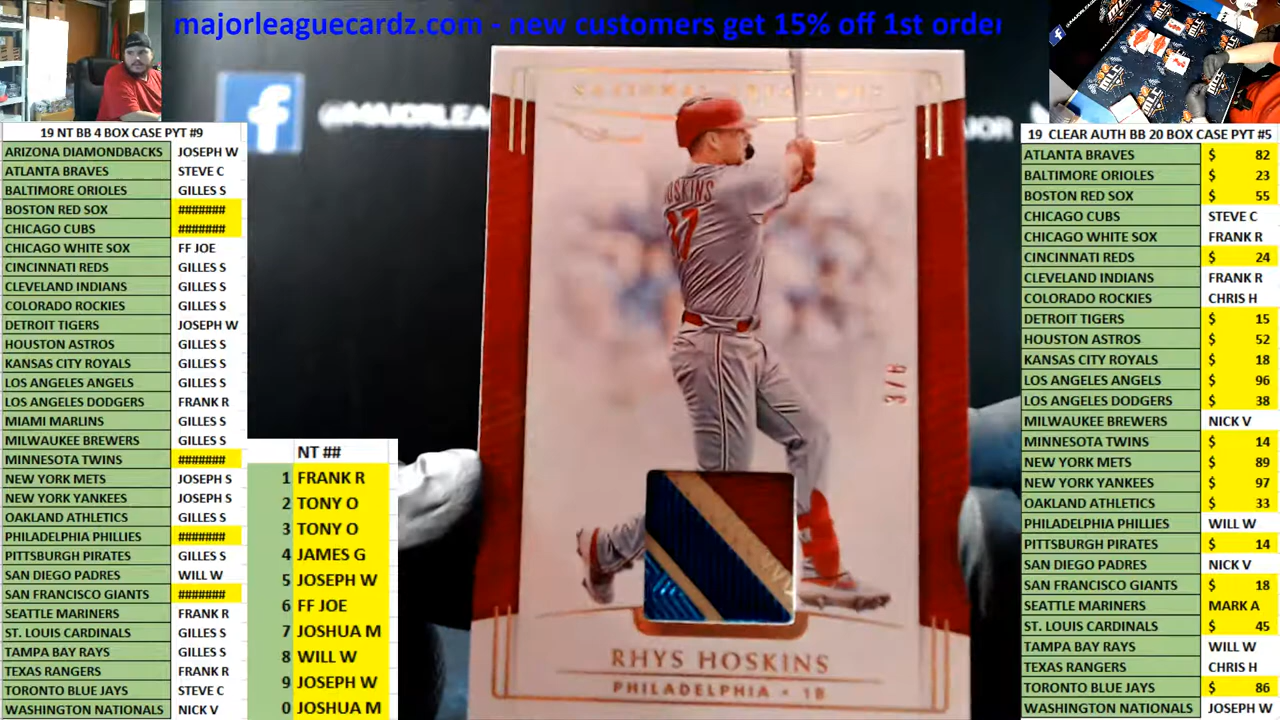 majorleaguecardz.com - new customers get 15% off 1st order
@MAJORLEA
19 NT BB 4 BOX CASE PYT #9
ARIZONA DIAMONDBACKS JOSEPH W
ATLANTA BRAVES STEVE C
BALTIMORE ORIOLES GILLES S
BOSTON RED SOX #######
CHICAGO CUBS #######
CHICAGO WHITE SOX FF JOE
CINCINNATI REDS GILLES S
CLEVELAND INDIANS GILLES S
COLORADO ROCKIES GILLES S
DETROIT TIGERS JOSEPH W
HOUSTON ASTROS GILLES S
KANSAS CITY ROYALS GILLES S
LOS ANGELES ANGELS GILLES S
LOS ANGELES DODGERS FRANK R
MIAMI MARLINS GILLES S
MILWAUKEE BREWERS GILLES S
MINNESOTA TWINS #######
NEW YORK METS JOSEPH S
NEW YORK YANKEES JOSEPH S
OAKLAND ATHLETICS GILLES S
PHILADELPHIA PHILLIES #######
PITTSBURGH PIRATES GILLES S
SAN DIEGO PADRES WILL W
SAN FRANCISCO GIANTS #######
SEATTLE MARINERS FRANK R
ST. LOUIS CARDINALS GILLES S
TAMPA BAY RAYS GILLES S
TEXAS RANGERS FRANK R
TORONTO BLUE JAYS STEVE C
WASHINGTON NATIONALS NICK V
NT ##
1 FRANK R
2 TONY O
3 TONY O
4 JAMES G
5 JOSEPH W
6 FF JOE
7 JOSHUA M
8 WILL W
9 JOSEPH W
0 JOSHUA M
HOSKINS
17
3/6
RHYS HOSKINS
PHILADELPHIA • 1B
19 CLEAR AUTH BB 20 BOX CASE PYT #5
ATLANTA BRAVES $ 82
BALTIMORE ORIOLES $ 23
BOSTON RED SOX $ 55
CHICAGO CUBS STEVE C
CHICAGO WHITE SOX FRANK R
CINCINNATI REDS $ 24
CLEVELAND INDIANS FRANK R
COLORADO ROCKIES CHRIS H
DETROIT TIGERS $ 15
HOUSTON ASTROS $ 52
KANSAS CITY ROYALS $ 18
LOS ANGELES ANGELS $ 96
LOS ANGELES DODGERS $ 38
MILWAUKEE BREWERS NICK V
MINNESOTA TWINS $ 14
NEW YORK METS $ 89
NEW YORK YANKEES $ 97
OAKLAND ATHLETICS $ 33
PHILADELPHIA PHILLIES WILL W
PITTSBURGH PIRATES $ 14
SAN DIEGO PADRES NICK V
SAN FRANCISCO GIANTS $ 18
SEATTLE MARINERS MARK A
ST. LOUIS CARDINALS $ 45
TAMPA BAY RAYS WILL W
TEXAS RANGERS CHRIS H
TORONTO BLUE JAYS $ 86
WASHINGTON NATIONALS JOSEPH W